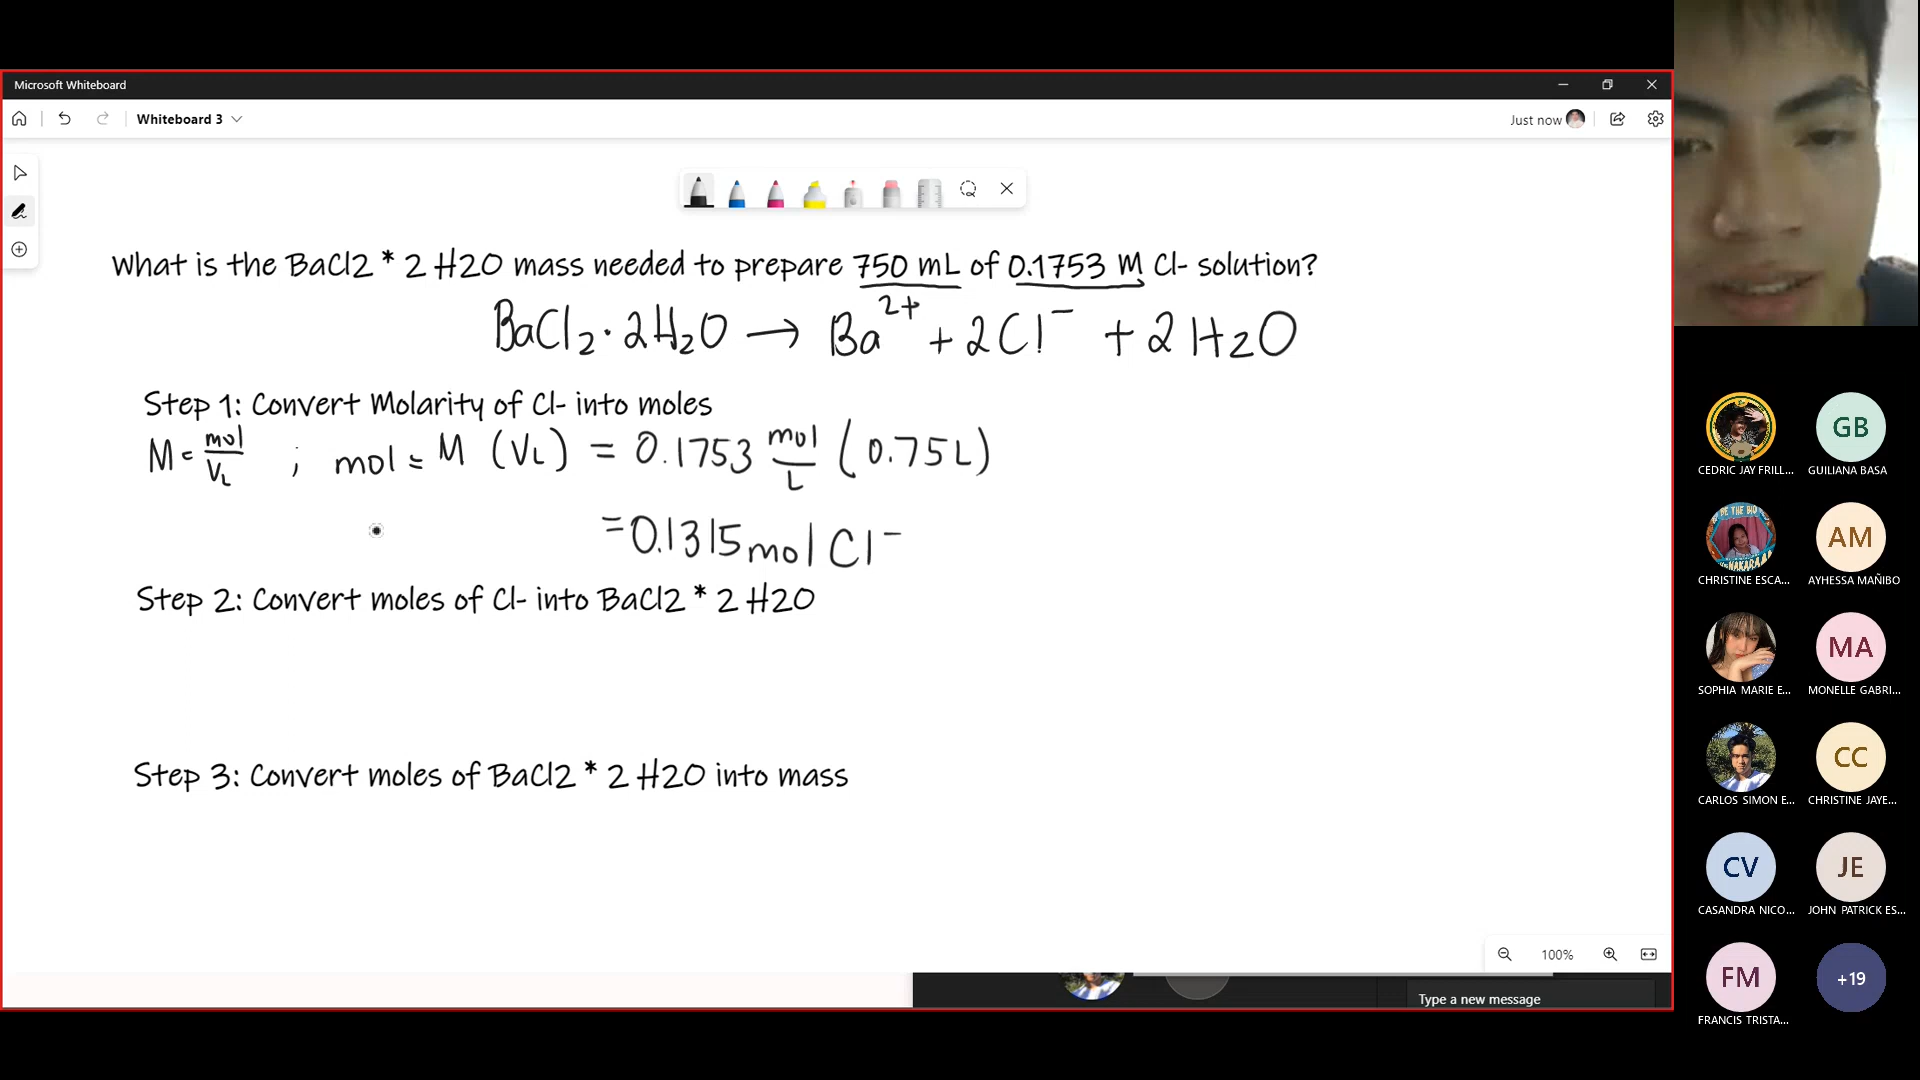 Microsoft Whiteboard
Whiteboard 3
Just now
What is the BaCl2 * 2 H2O mass needed to prepare 750 mL of 0.1753 M Cl- solution?
BaCl₂·2H₂O → Ba²⁺ + 2Cl⁻ + 2H₂O
Step 1: Convert Molarity of Cl- into moles
M = mol/V_L ; mol = M (V_L) = 0.1753 mol/L (0.75L)
= 0.1315 mol Cl⁻
Step 2: Convert moles of Cl- into BaCl2 * 2 H2O
Step 3: Convert moles of BaCl2 * 2 H2O into mass
100%
Type a new message
CEDRIC JAY FRILL...
GB
GUILIANA BASA
CHRISTINE ESCA...
AM
AYHESSA MAÑIBO
SOPHIA MARIE E...
MA
MONELLE GABRI...
CARLOS SIMON E...
CC
CHRISTINE JAYE...
CV
CASANDRA NICO...
JE
JOHN PATRICK ES...
FM
FRANCIS TRISTA...
+19